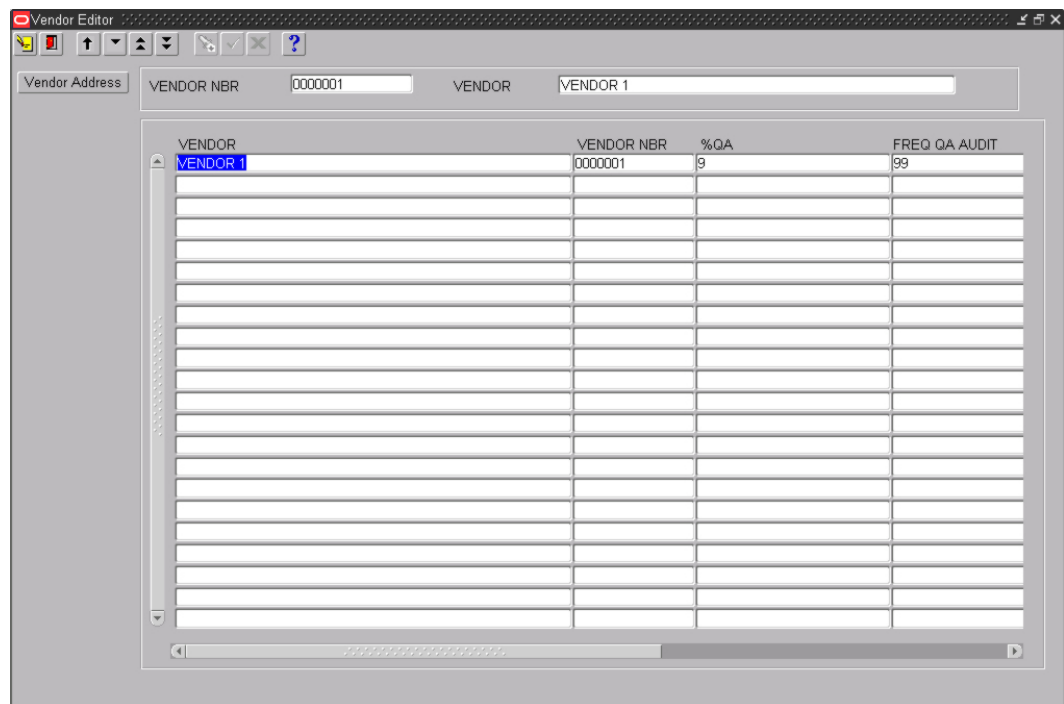 Vendor Editor
?
Vendor Address
VENDOR NBR 0000001 VENDOR VENDOR 1
VENDOR VENDOR NBR %QA FREQ QA AUDIT
VENDOR 1 0000001 9 99